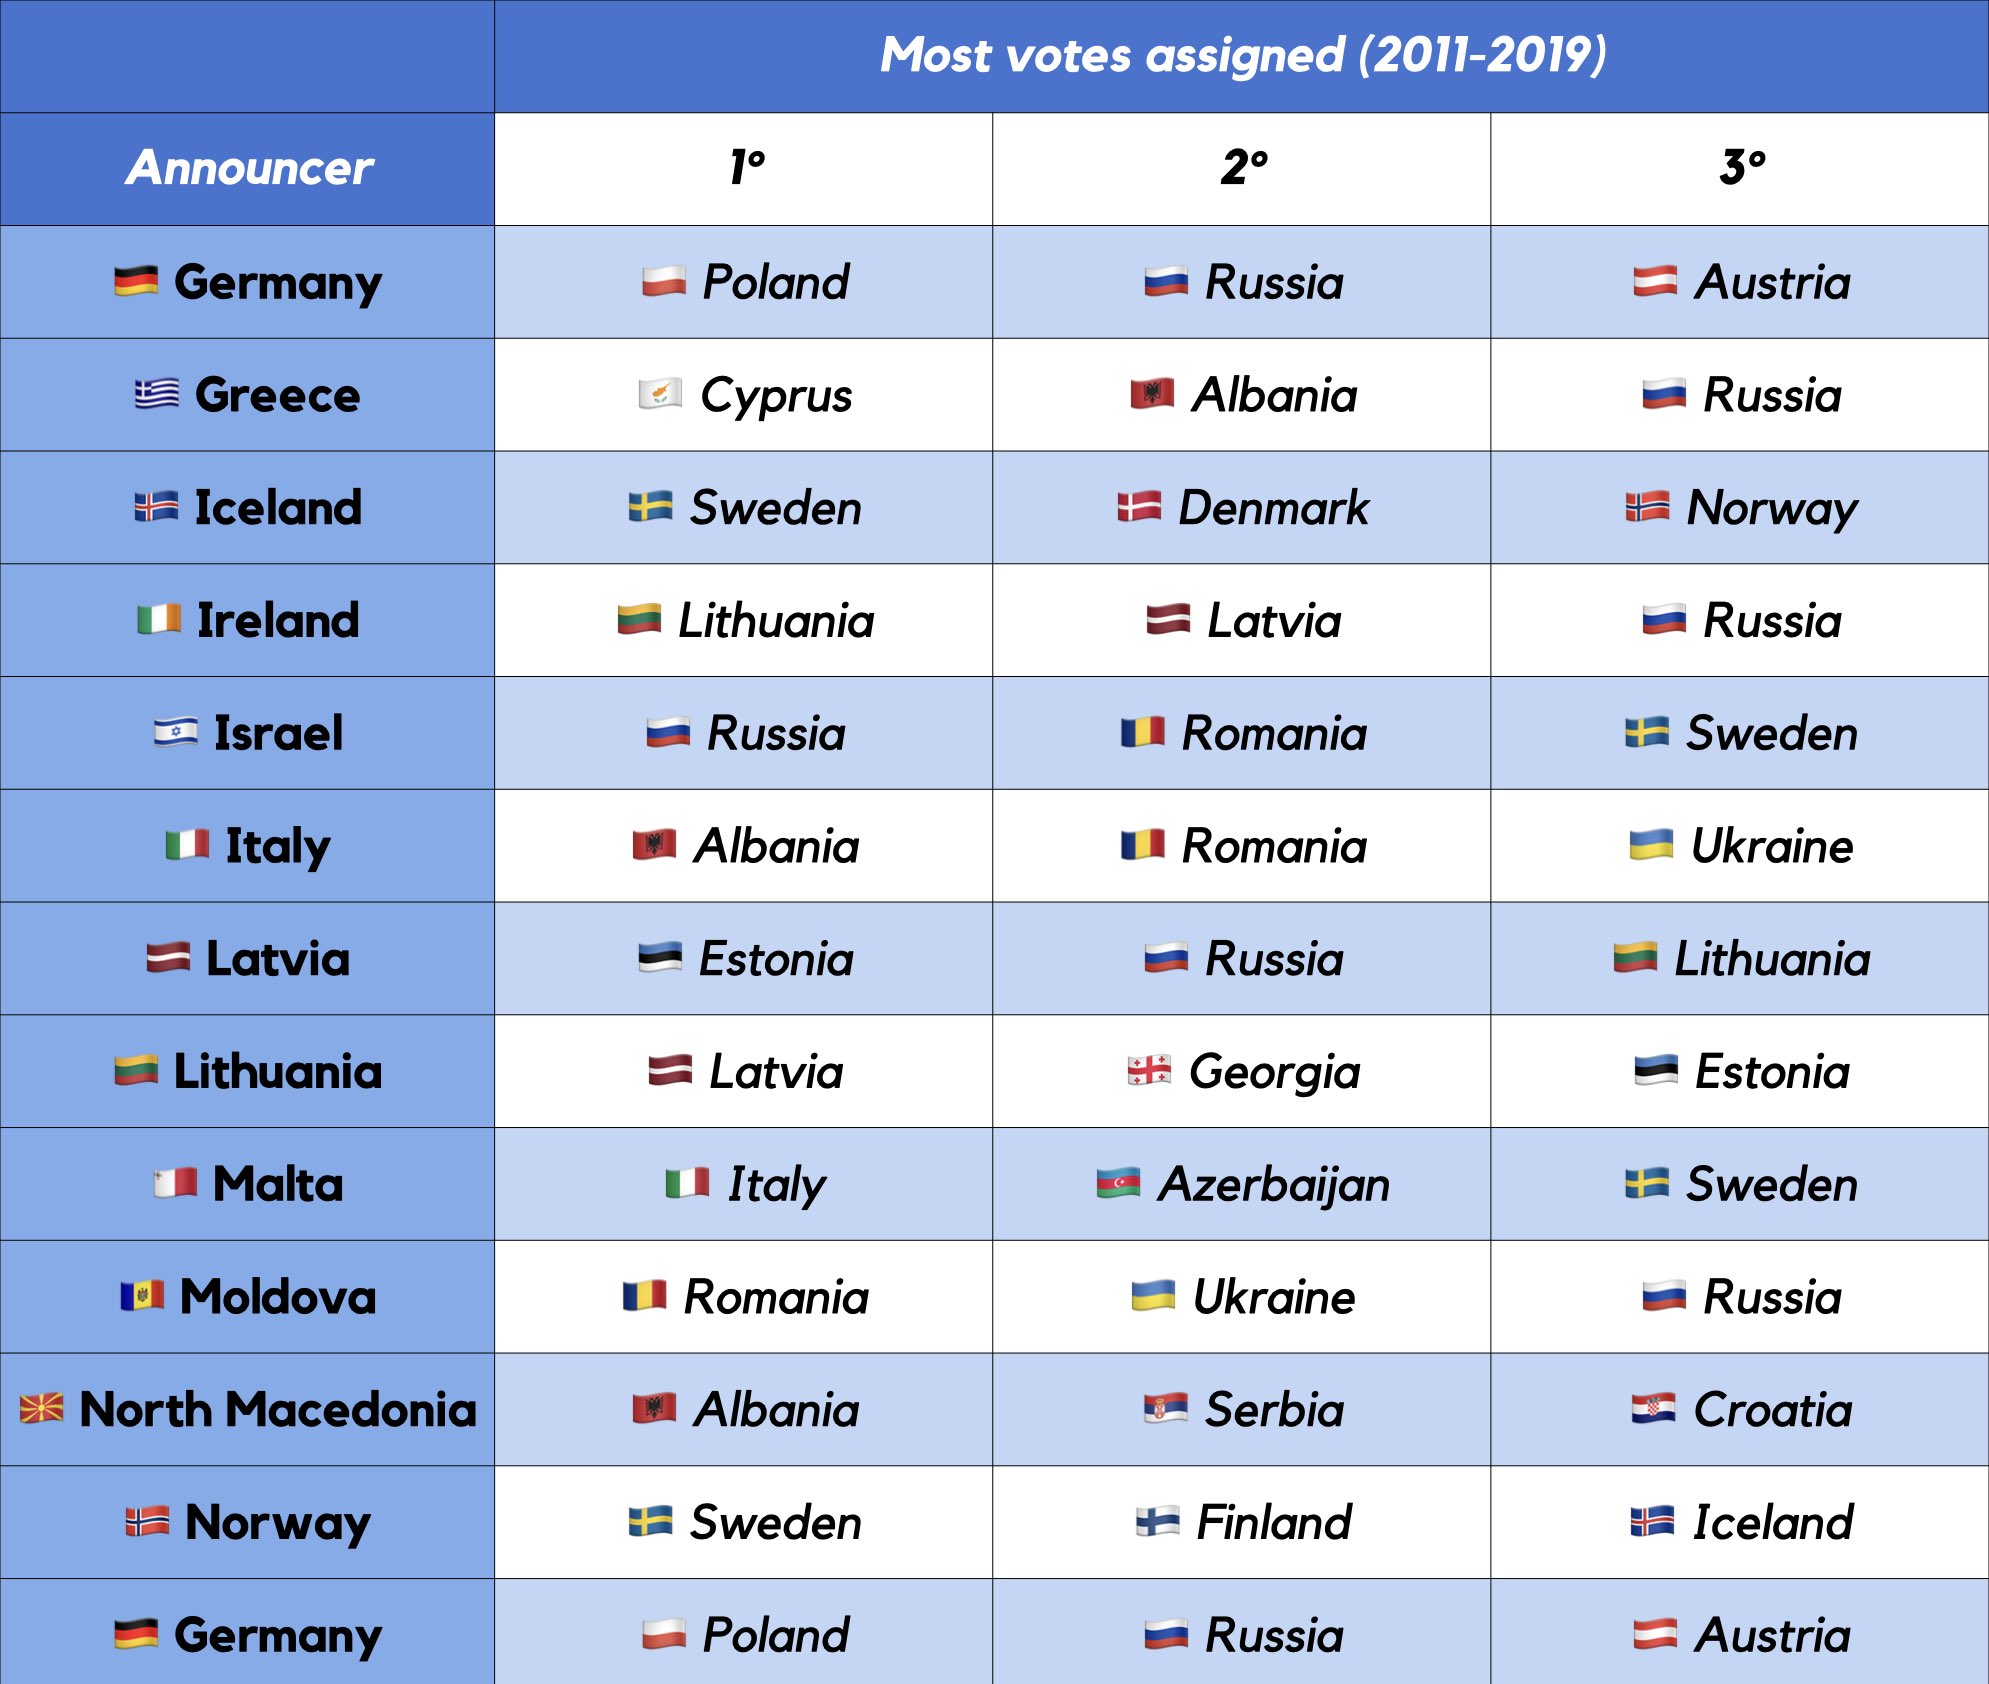 Most votes assigned (2011-2019)
Announcer 1° 2° 3°
Germany Poland Russia Austria
Greece Cyprus Albania Russia
Iceland Sweden Denmark Norway
Ireland Lithuania Latvia Russia
Israel Russia Romania Sweden
Italy Albania Romania Ukraine
Latvia Estonia Russia Lithuania
Lithuania Latvia Georgia Estonia
Malta Italy Azerbaijan Sweden
Moldova Romania Ukraine Russia
North Macedonia Albania Serbia Croatia
Norway Sweden Finland Iceland
Germany Poland Russia Austria